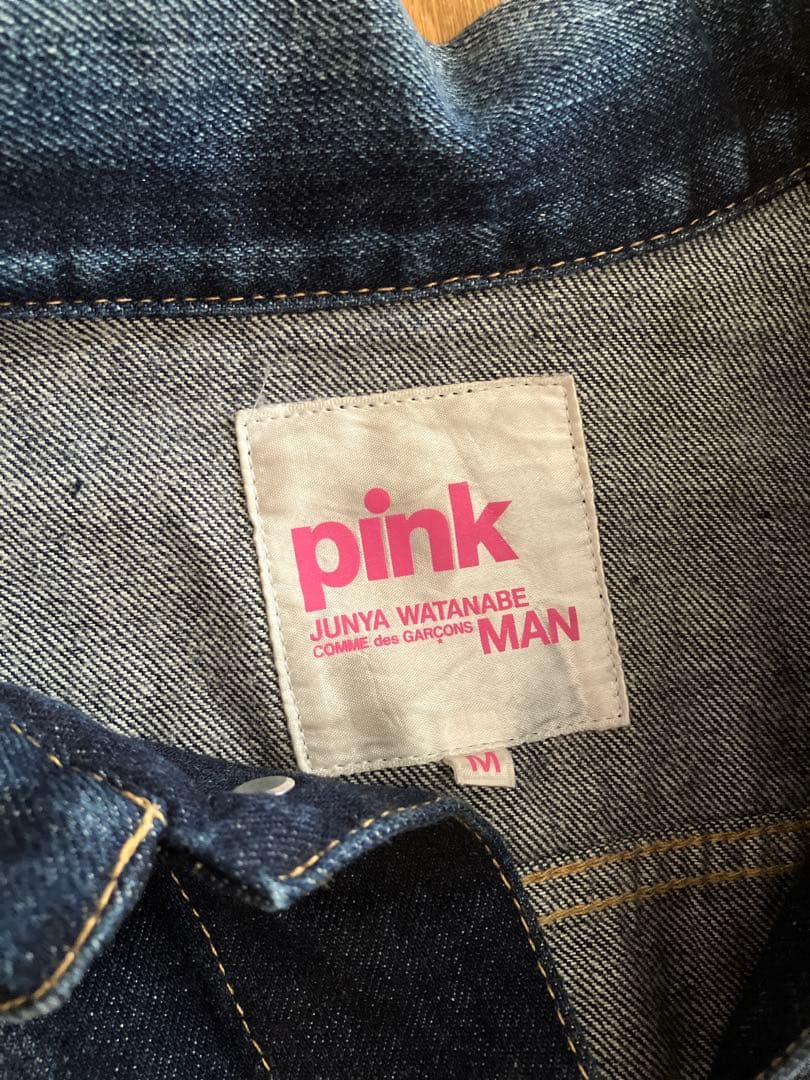 pink
JUNYA WATANABE
COMME des GARÇONS MAN
M